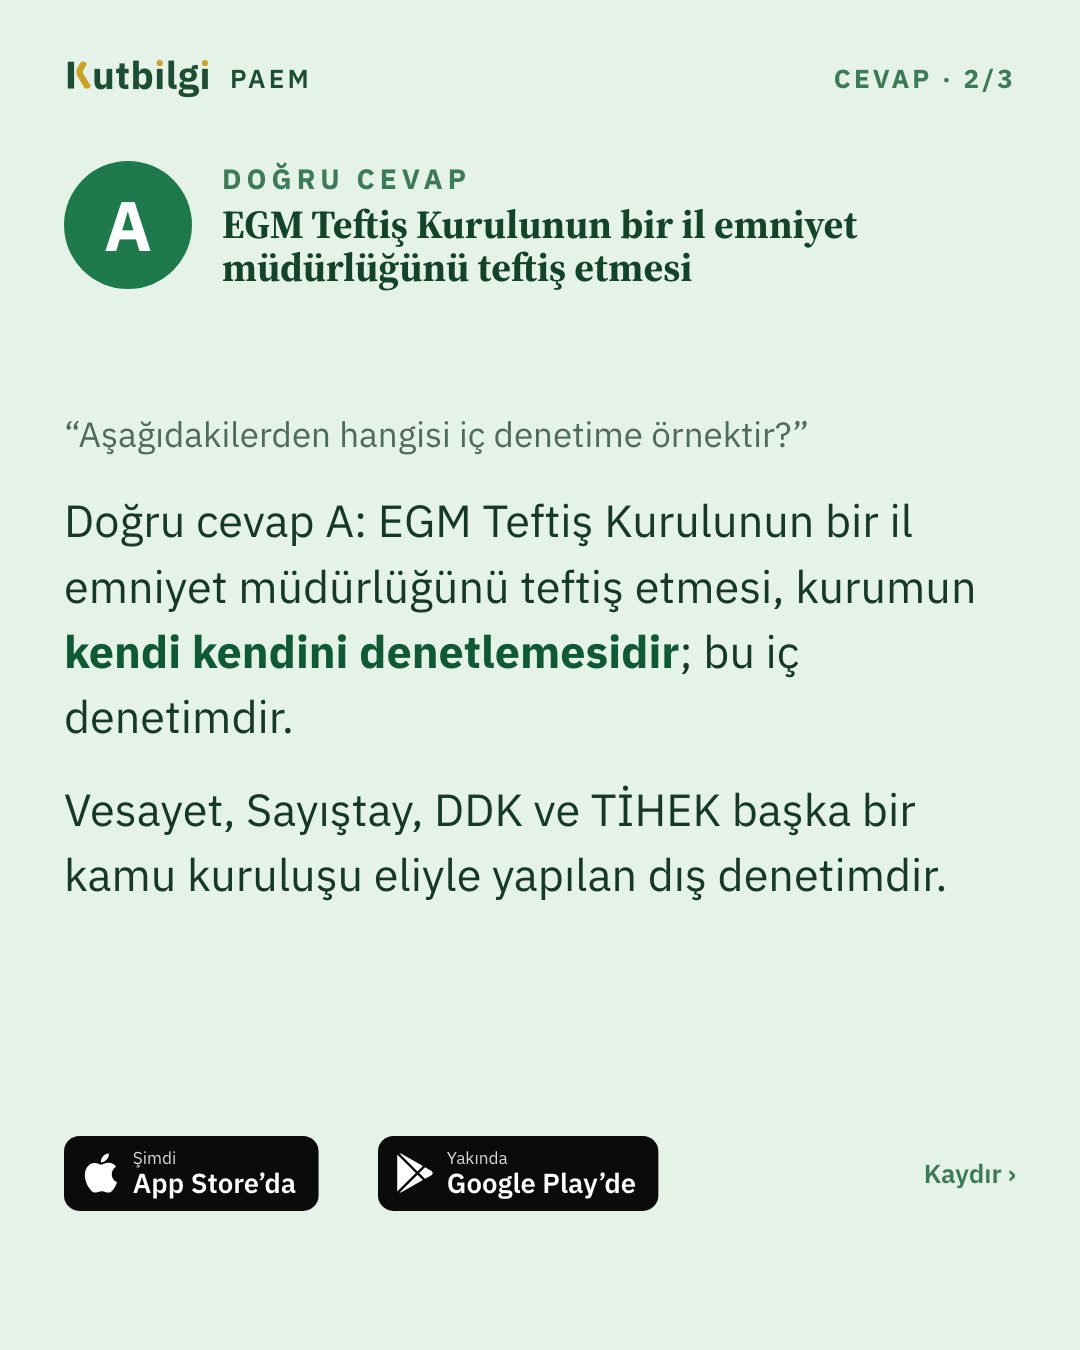 Kutbilgi PAEM
CEVAP · 2/3
A
DOĞRU CEVAP
EGM Teftiş Kurulunun bir il emniyet
müdürlüğünü teftiş etmesi
“Aşağıdakilerden hangisi iç denetime örnektir?”
Doğru cevap A: EGM Teftiş Kurulunun bir il
emniyet müdürlüğünü teftiş etmesi, kurumun
kendi kendini denetlemesidir; bu iç
denetimdir.
Vesayet, Sayıştay, DDK ve TİHEK başka bir
kamu kuruluşu eliyle yapılan dış denetimdir.
Şimdi
App Store’da
Yakında
Google Play’de
Kaydır ›